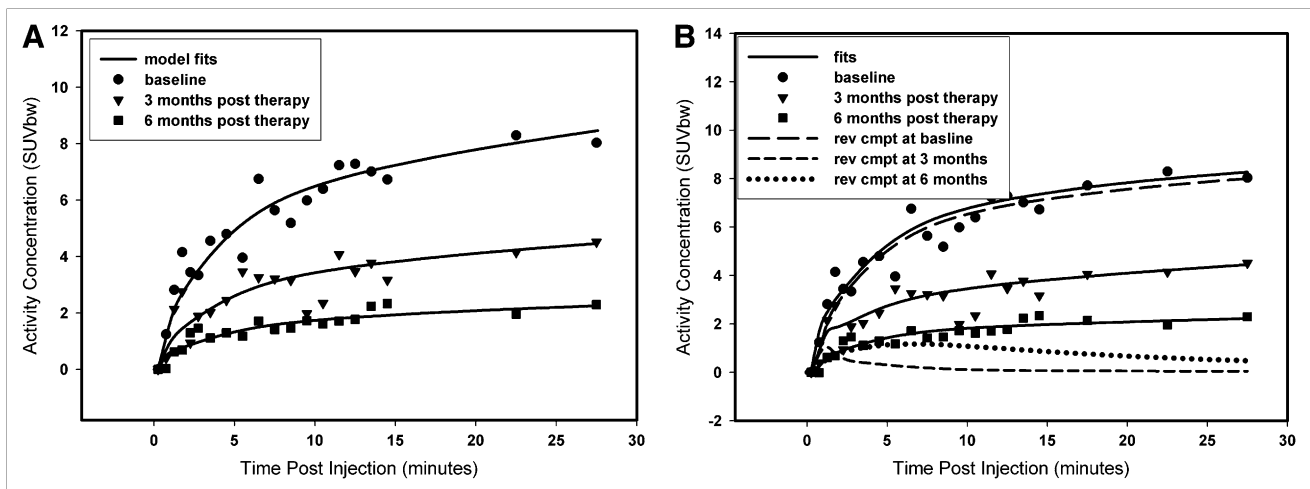 A
12
10
8
6
4
2
0
Activity Concentration (SUVbw)
model fits
baseline
3 months post therapy
6 months post therapy
0 5 10 15 20 25 30
Time Post Injection (minutes)
B
14
12
10
8
6
4
2
0
-2
Activity Concentration (SUVbw)
fits
baseline
3 months post therapy
6 months post therapy
rev cmpt at basline
rev cmpt at 3 months
rev cmpt at 6 months
0 5 10 15 20 25 30
Time Post Injection (minutes)